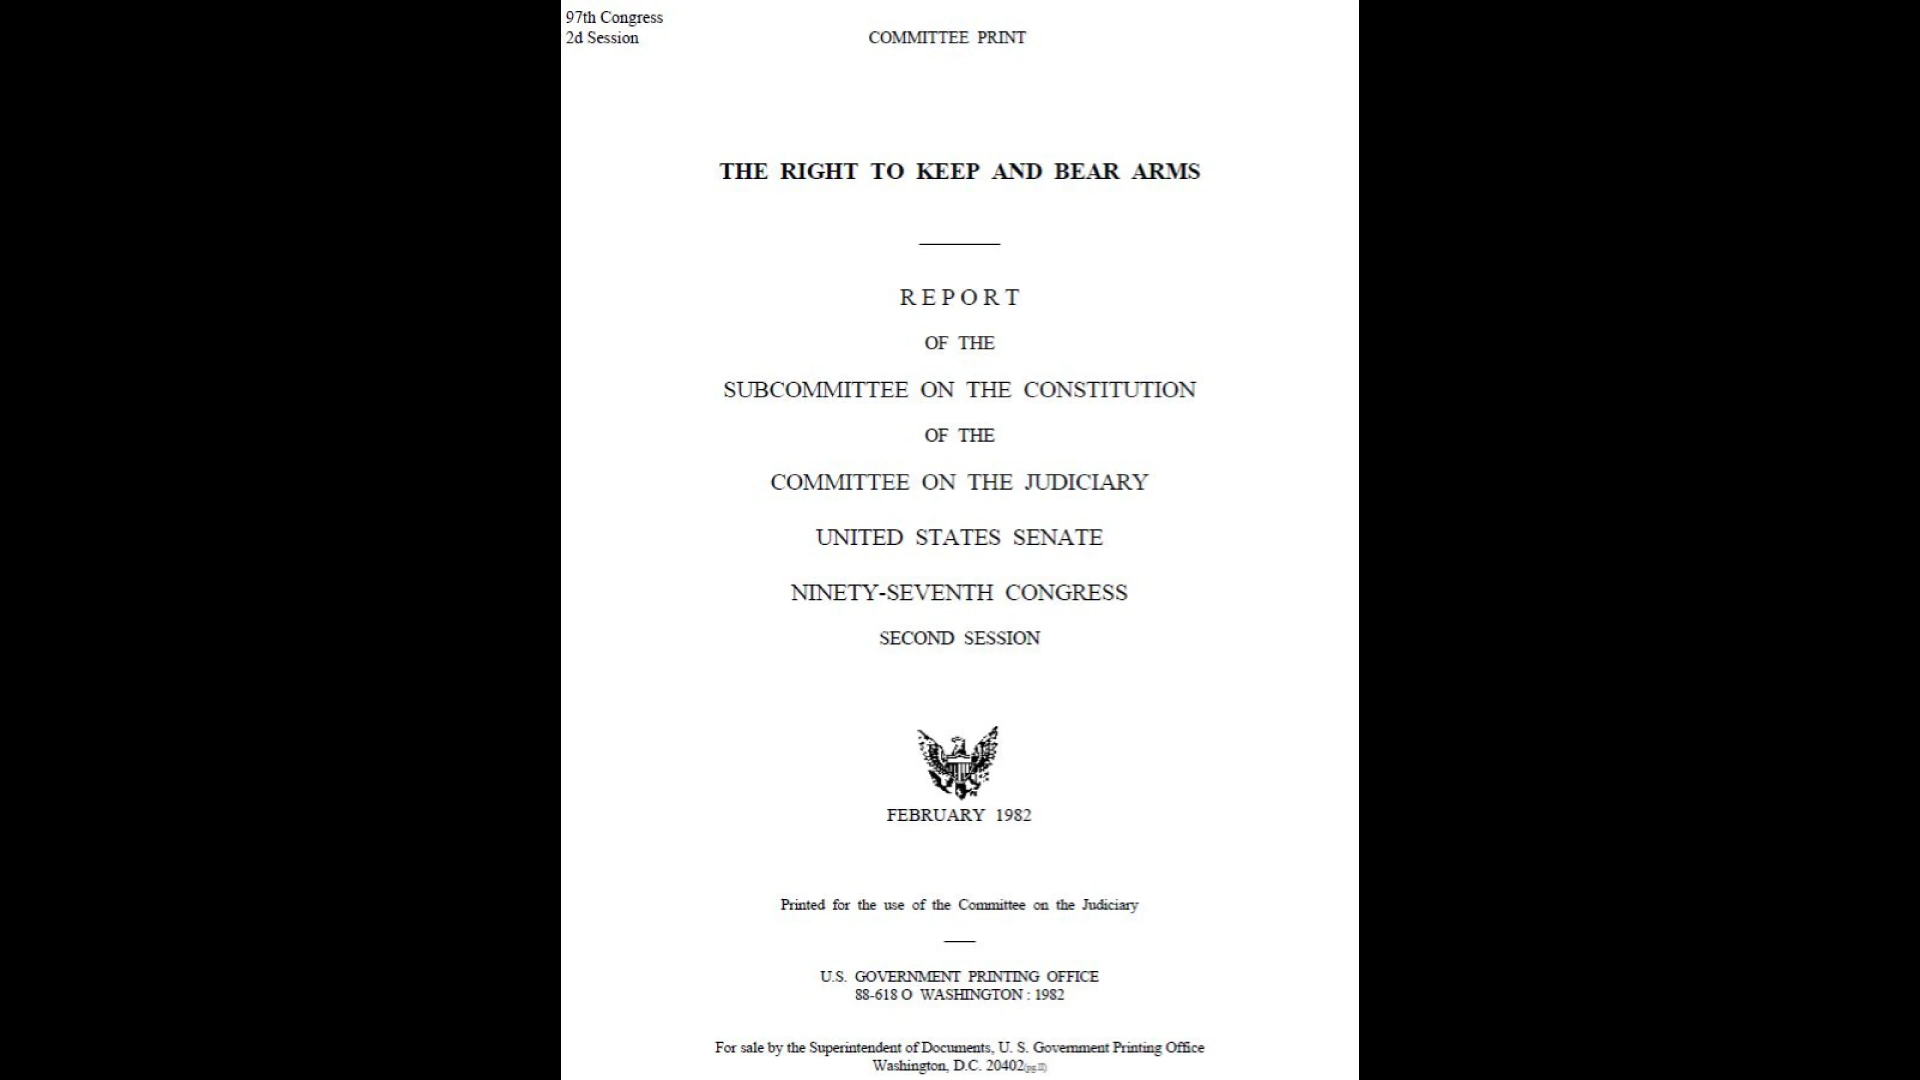 97th Congress
2d Session
COMMITTEE PRINT
THE RIGHT TO KEEP AND BEAR ARMS
REPORT
OF THE
SUBCOMMITTEE ON THE CONSTITUTION
OF THE
COMMITTEE ON THE JUDICIARY
UNITED STATES SENATE
NINETY-SEVENTH CONGRESS
SECOND SESSION
FEBRUARY 1982
Printed for the use of the Committee on the Judiciary
U.S. GOVERNMENT PRINTING OFFICE
88-618 O WASHINGTON : 1982
For sale by the Superintendent of Documents, U. S. Government Printing Office
Washington, D.C. 20402(pg.II)